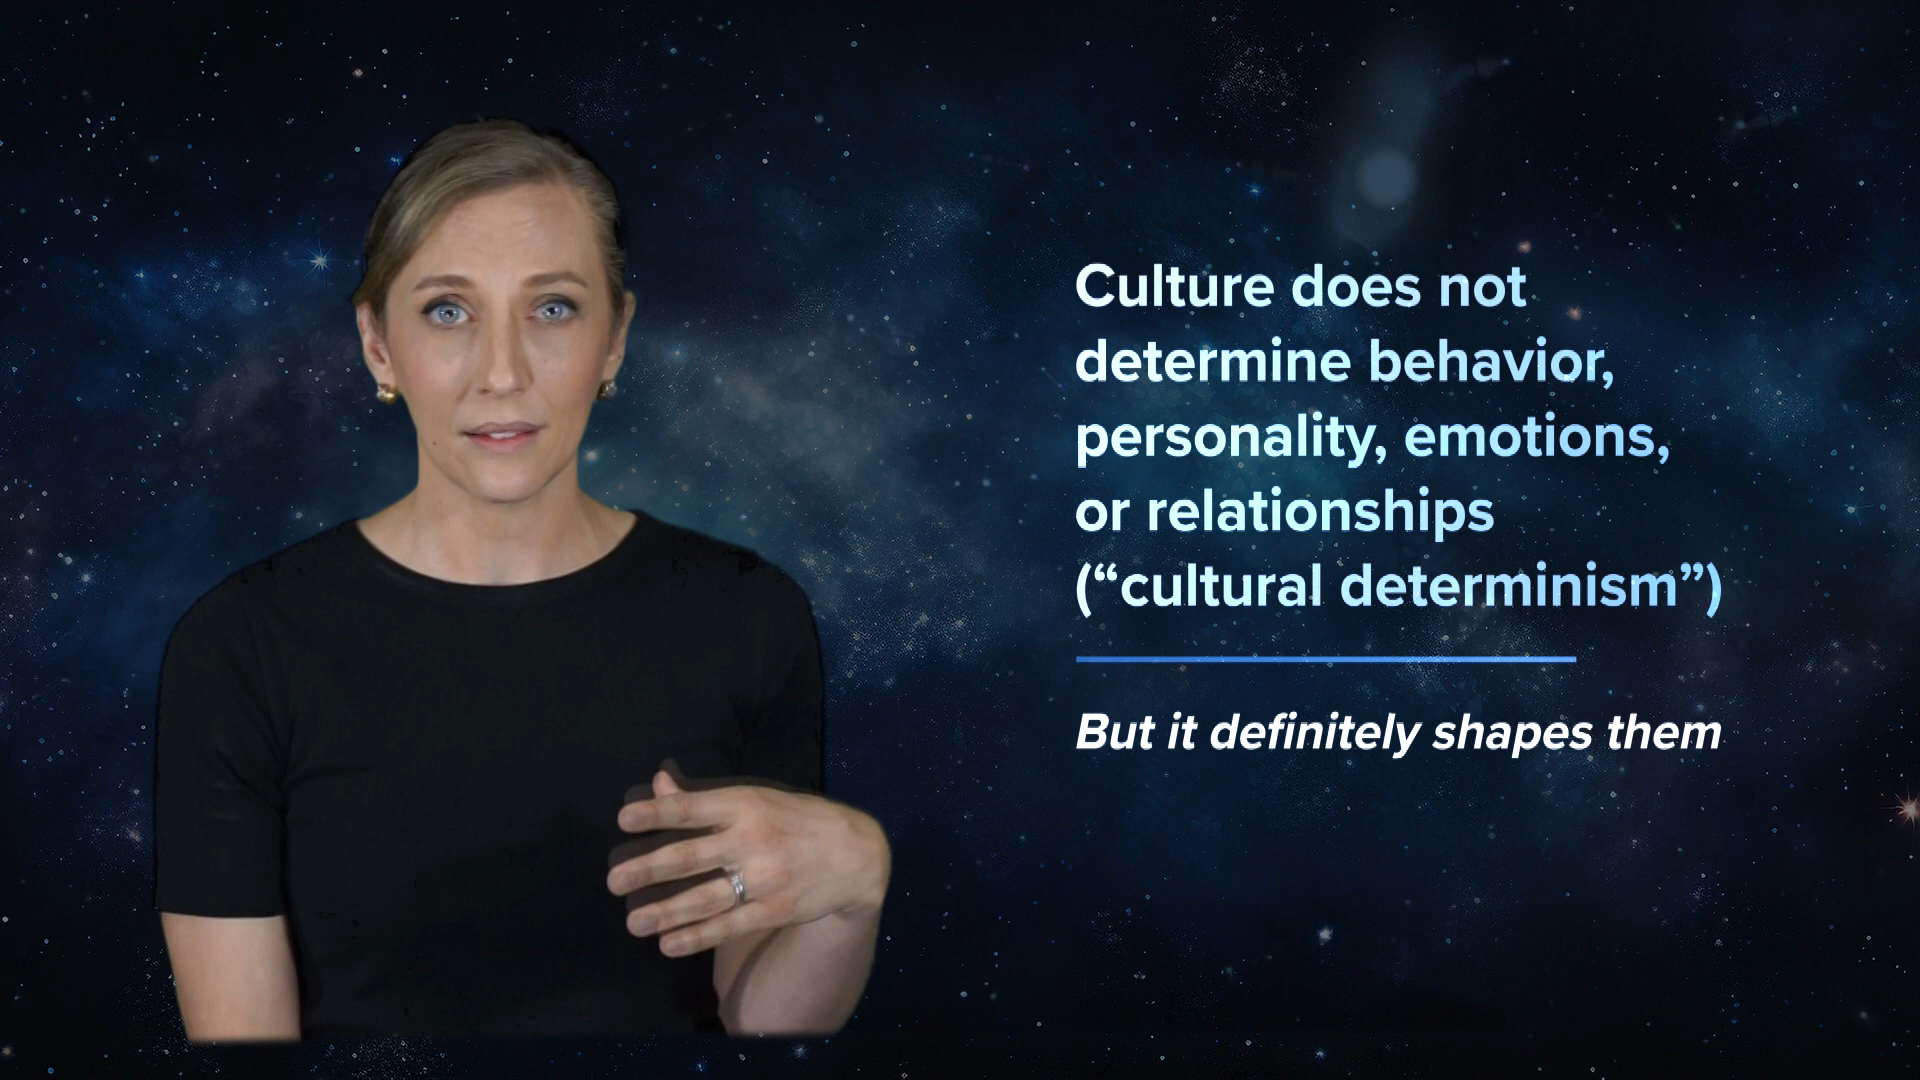 Culture does not
determine behavior,
personality, emotions,
or relationships
(“cultural determinism”)
But it definitely shapes them